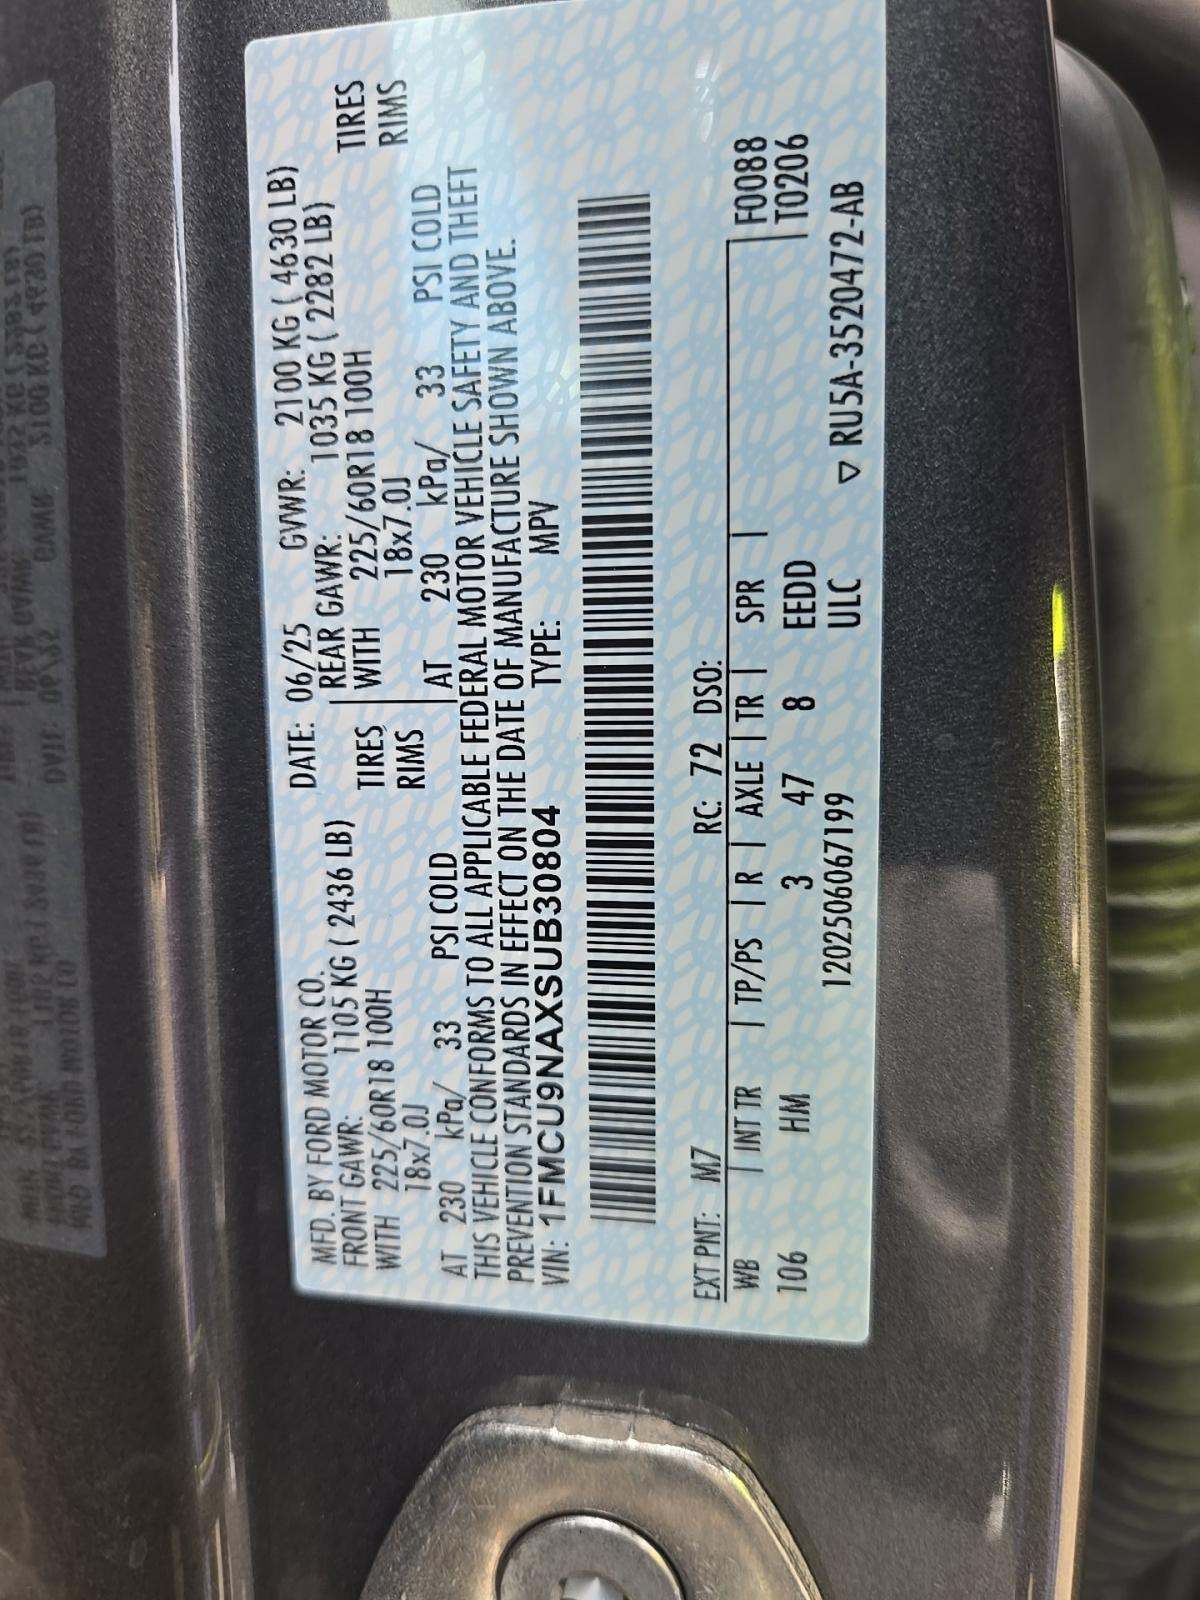 MFD. BY FORD MOTOR CO. DATE: 06/25 GVWR: 2100 KG ( 4630 LB)
FRONT GAWR: 1105 KG ( 2436 LB) REAR GAWR: 1035 KG ( 2282 LB)
WITH 225/60R18 100H TIRES WITH 225/60R18 100H TIRES
18x7.0J RIMS 18x7.0J RIMS
AT 230 kPa/ 33 PSI COLD AT 230 kPa/ 33 PSI COLD
THIS VEHICLE CONFORMS TO ALL APPLICABLE FEDERAL MOTOR VEHICLE SAFETY AND THEFT
PREVENTION STANDARDS IN EFFECT ON THE DATE OF MANUFACTURE SHOWN ABOVE.
VIN: 1FMCU9NAXSUB30804 TYPE: MPV
EXT PNT: M7 RC: 72 DSO:
WB INT TR TP/PS R AXLE TR SPR F0088
106 HM 3 47 8 EEDD T0206
1202506067199 ULC ▽ RU5A-3520472-AB